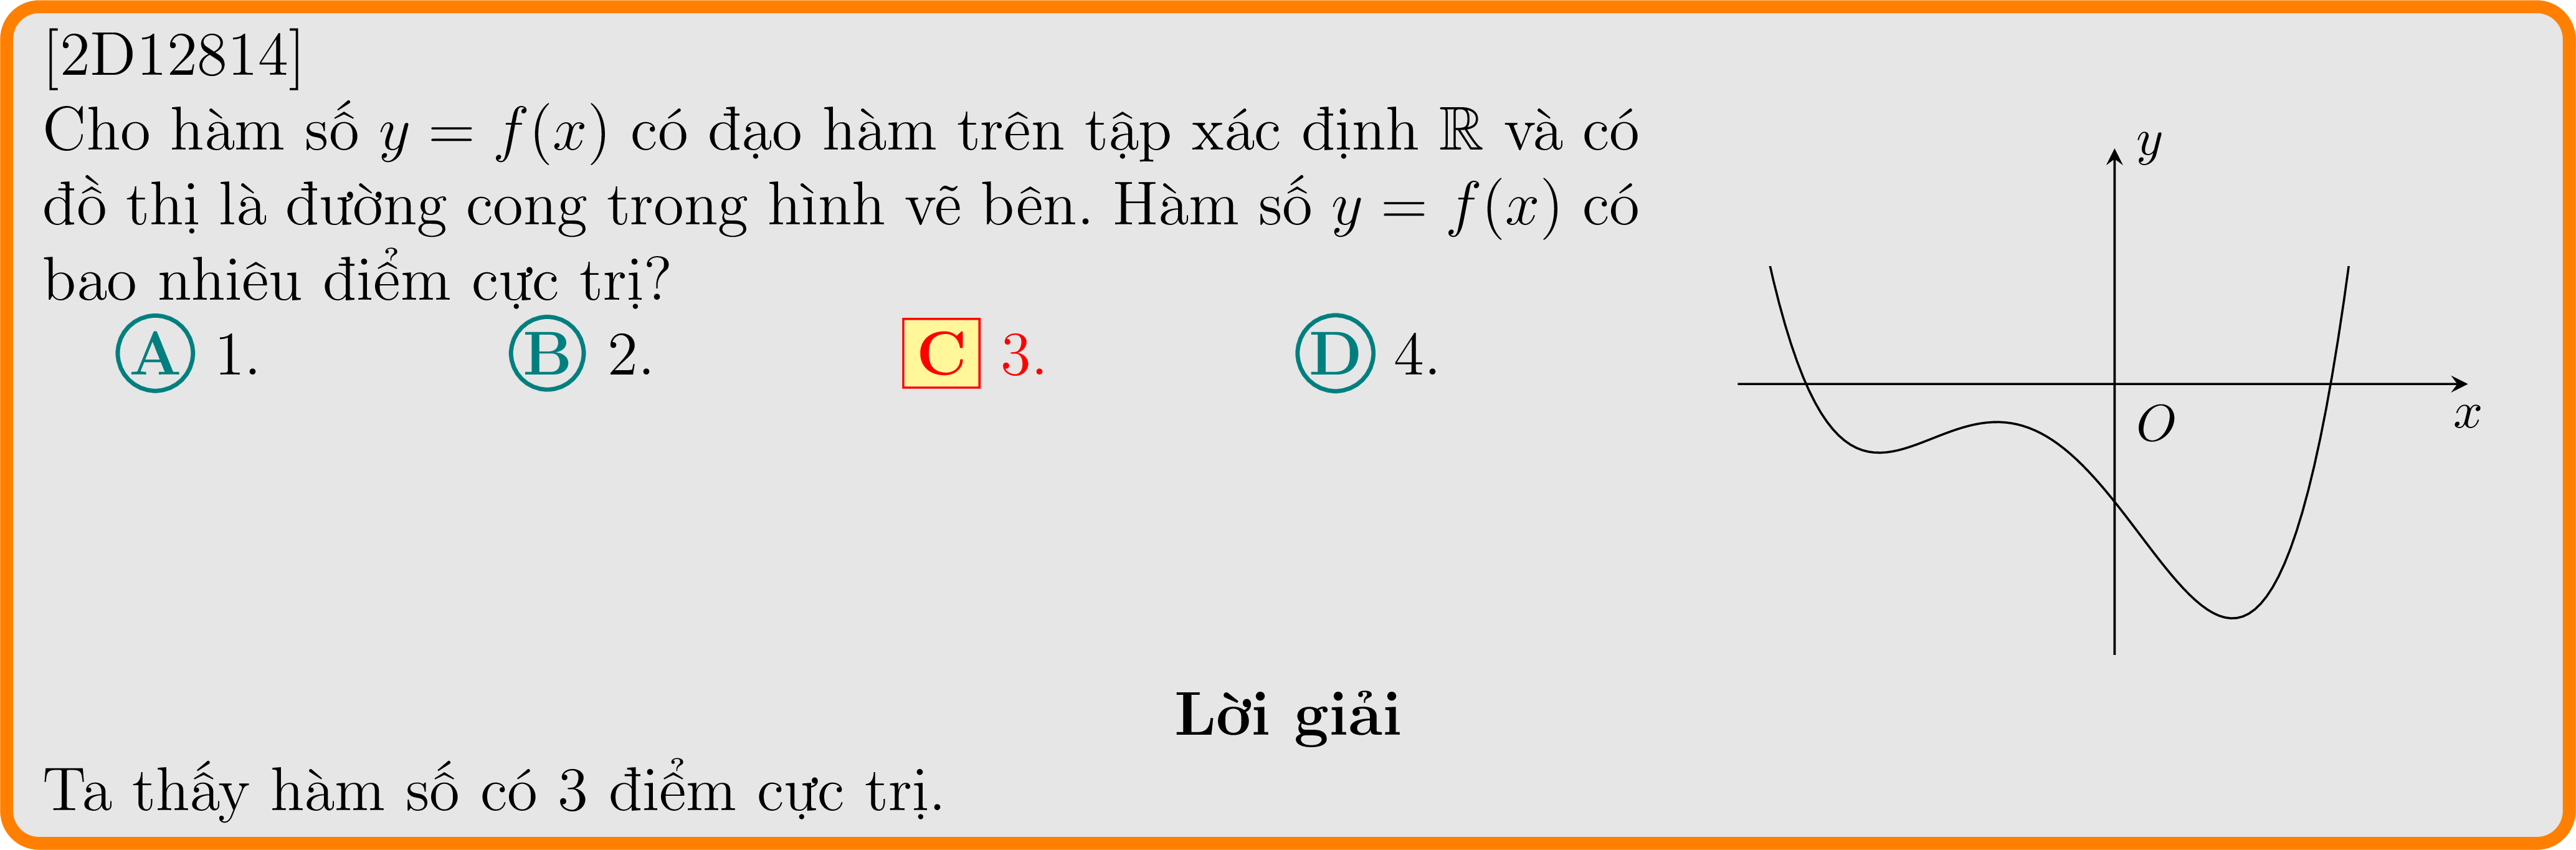 [2D12814]
Cho hàm số y = f(x) có đạo hàm trên tập xác định ℝ và có
đồ thị là đường cong trong hình vẽ bên. Hàm số y = f(x) có
bao nhiêu điểm cực trị?
A 1. B 2. C 3. D 4.
y
O
x
Lời giải
Ta thấy hàm số có 3 điểm cực trị.